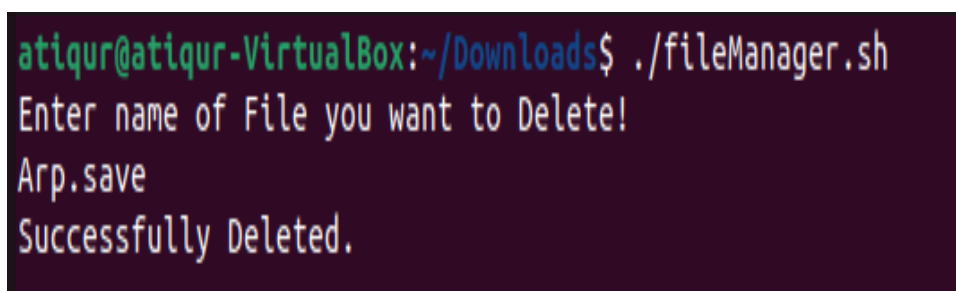 atiqur@atiqur-VirtualBox:~/Downloads$ ./fileManager.sh
Enter name of File you want to Delete!
Arp.save
Successfully Deleted.